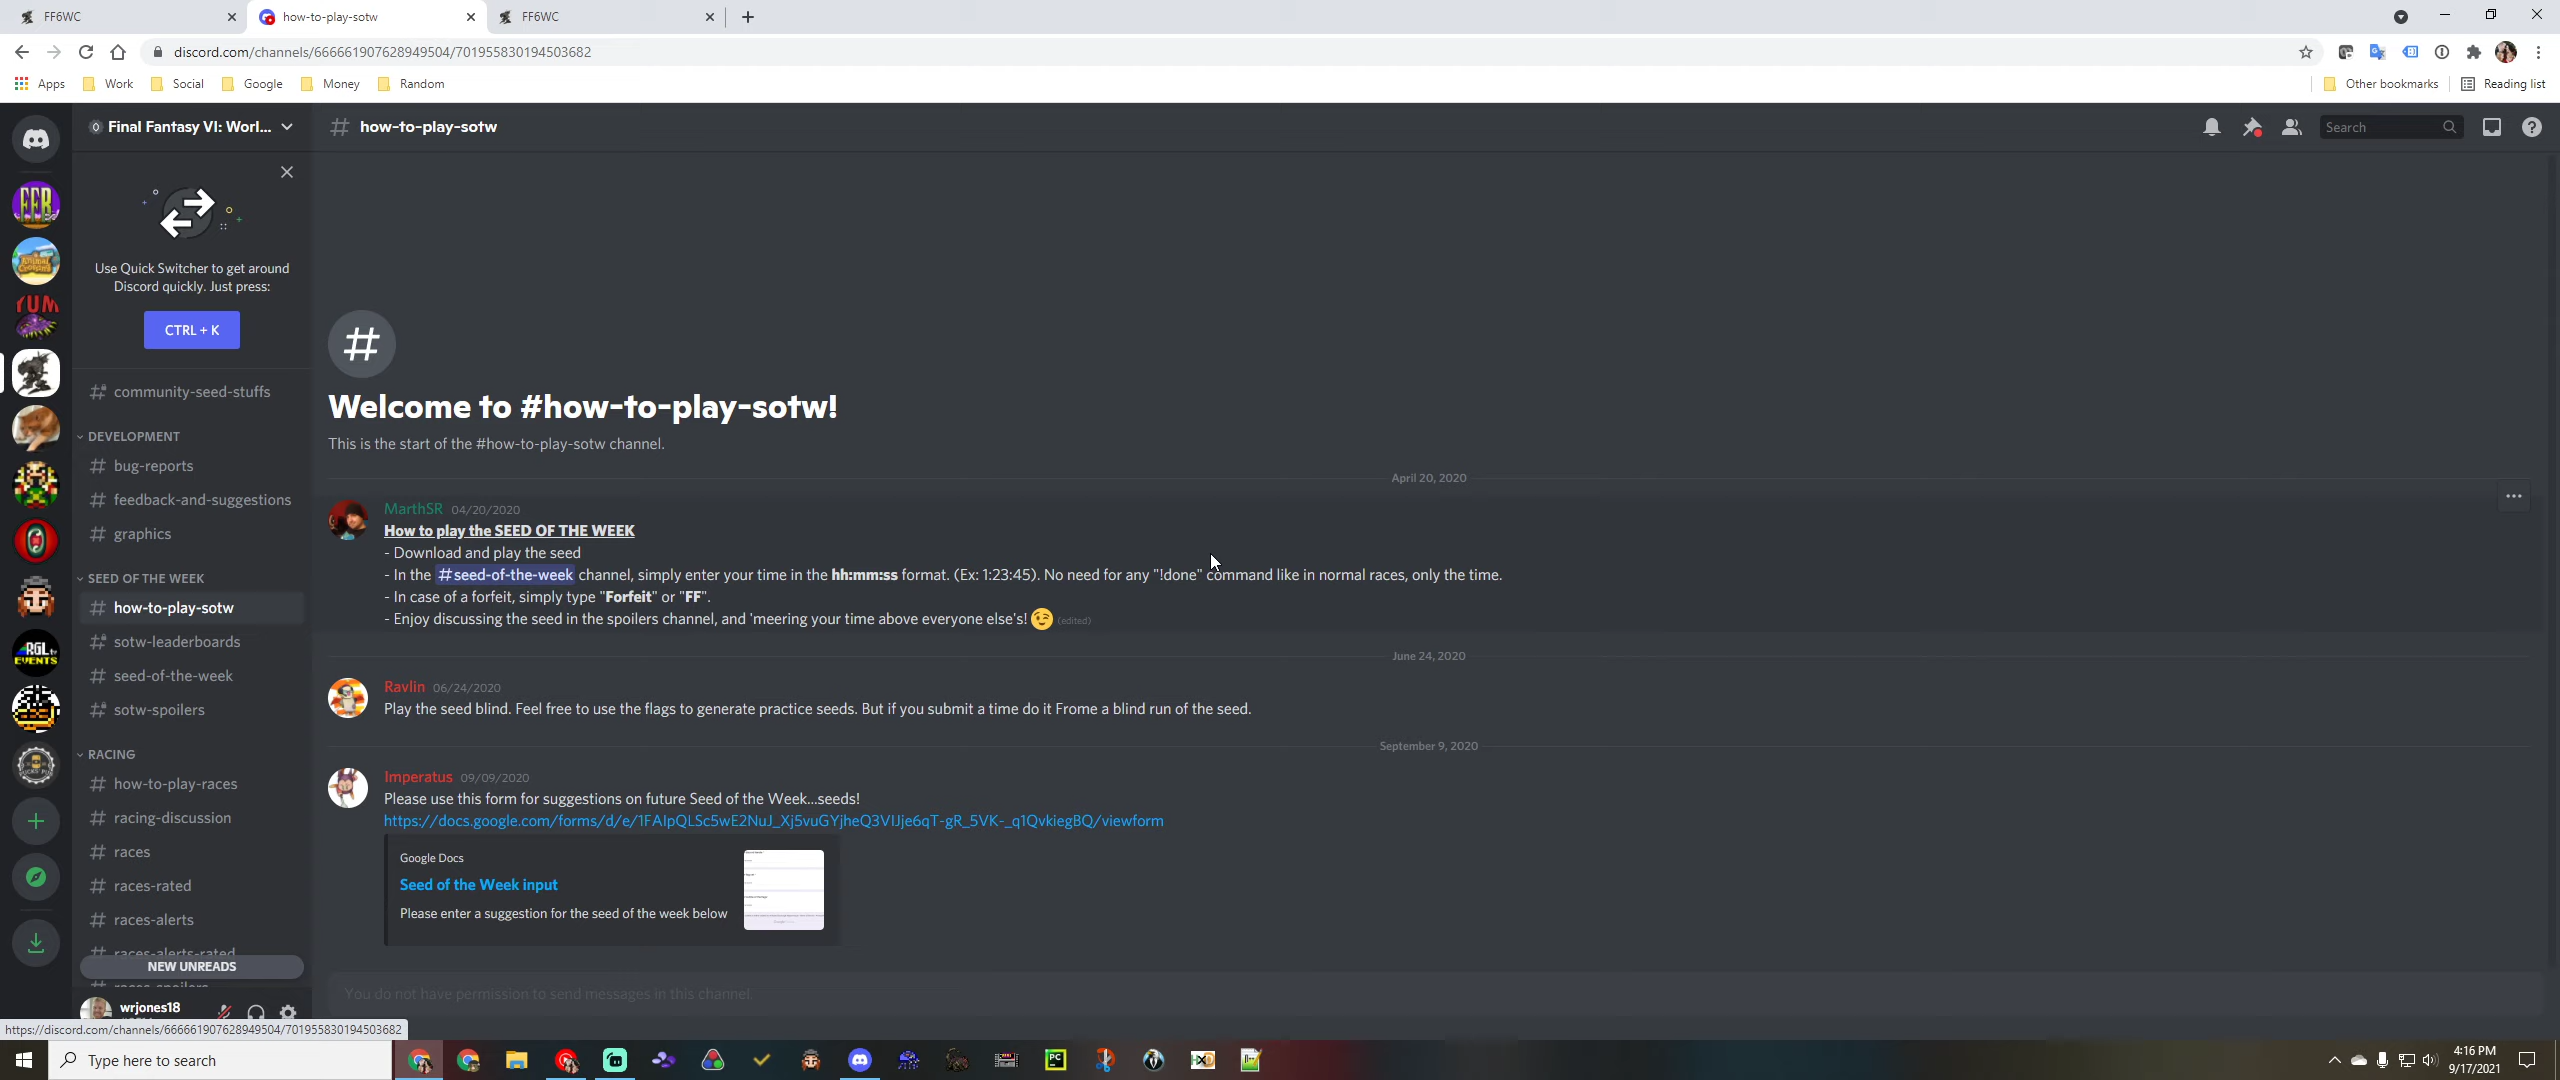 FF6WC
how-to-play-sotw
FF6WC
discord.com/channels/666661907628949504/701955830194503682
Apps
Work
Social
Google
Money
Random
Other bookmarks
Reading list
Final Fantasy VI: Worl...
how-to-play-sotw
Search
Use Quick Switcher to get around
Discord quickly. Just press:
CTRL + K
community-seed-stuffs
DEVELOPMENT
bug-reports
feedback-and-suggestions
graphics
SEED OF THE WEEK
how-to-play-sotw
sotw-leaderboards
seed-of-the-week
sotw-spoilers
RACING
how-to-play-races
racing-discussion
races
races-rated
races-alerts
races-alerts-rated
NEW UNREADS
races-spoilers
wrjones18
FFR
YUM
RGL tv
EVENTS
Welcome to #how-to-play-sotw!
This is the start of the #how-to-play-sotw channel.
April 20, 2020
MarthSR 04/20/2020
How to play the SEED OF THE WEEK
- Download and play the seed
- In the #seed-of-the-week channel, simply enter your time in the hh:mm:ss format. (Ex: 1:23:45). No need for any "!done" command like in normal races, only the time.
- In case of a forfeit, simply type "Forfeit" or "FF".
- Enjoy discussing the seed in the spoilers channel, and 'meering your time above everyone else's! 😉 (edited)
June 24, 2020
Ravlin 06/24/2020
Play the seed blind. Feel free to use the flags to generate practice seeds. But if you submit a time do it Frome a blind run of the seed.
September 9, 2020
Imperatus 09/09/2020
Please use this form for suggestions on future Seed of the Week...seeds!
https://docs.google.com/forms/d/e/1FAIpQLSc5wE2NuJ_Xj5vuGYjheQ3VIJje6qT-gR_5VK-_q1QvkiegBQ/viewform
Google Docs
Seed of the Week input
Please enter a suggestion for the seed of the week below
You do not have permission to send messages in this channel.
https://discord.com/channels/666661907628949504/701955830194503682
Type here to search
PC
HXD
4:16 PM
9/17/2021